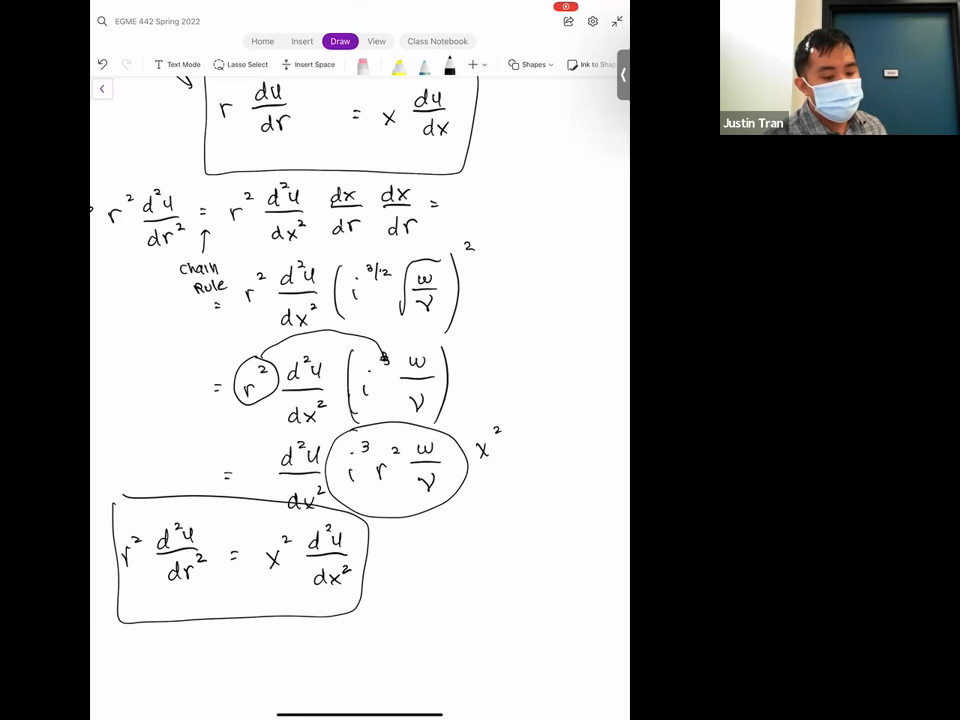 EGME 442 Spring 2022
Home Insert Draw View Class Notebook
Text Mode Lasso Select Insert Space + Shapes Ink to Shap
r du/dr = x du/dx
r² d²u/dr² = r² d²u/dx² dx/dr dx/dr =
Chain
Rule
= r² d²u/dx² (i^3/12 √(ω/ν))²
= r² d²u/dx² (i³ ω/ν)
= d²u/dx² i³ r² ω/ν x²
r² d²u/dr² = x² d²u/dx²
Justin Tran